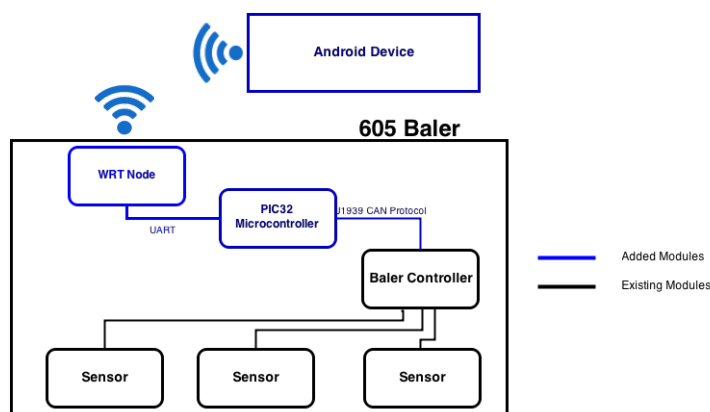 Android Device
605 Baler
WRT Node
PIC32
Microcontroller
J1939 CAN Protocol
UART
Baler Controller
Added Modules
Existing Modules
Sensor
Sensor
Sensor